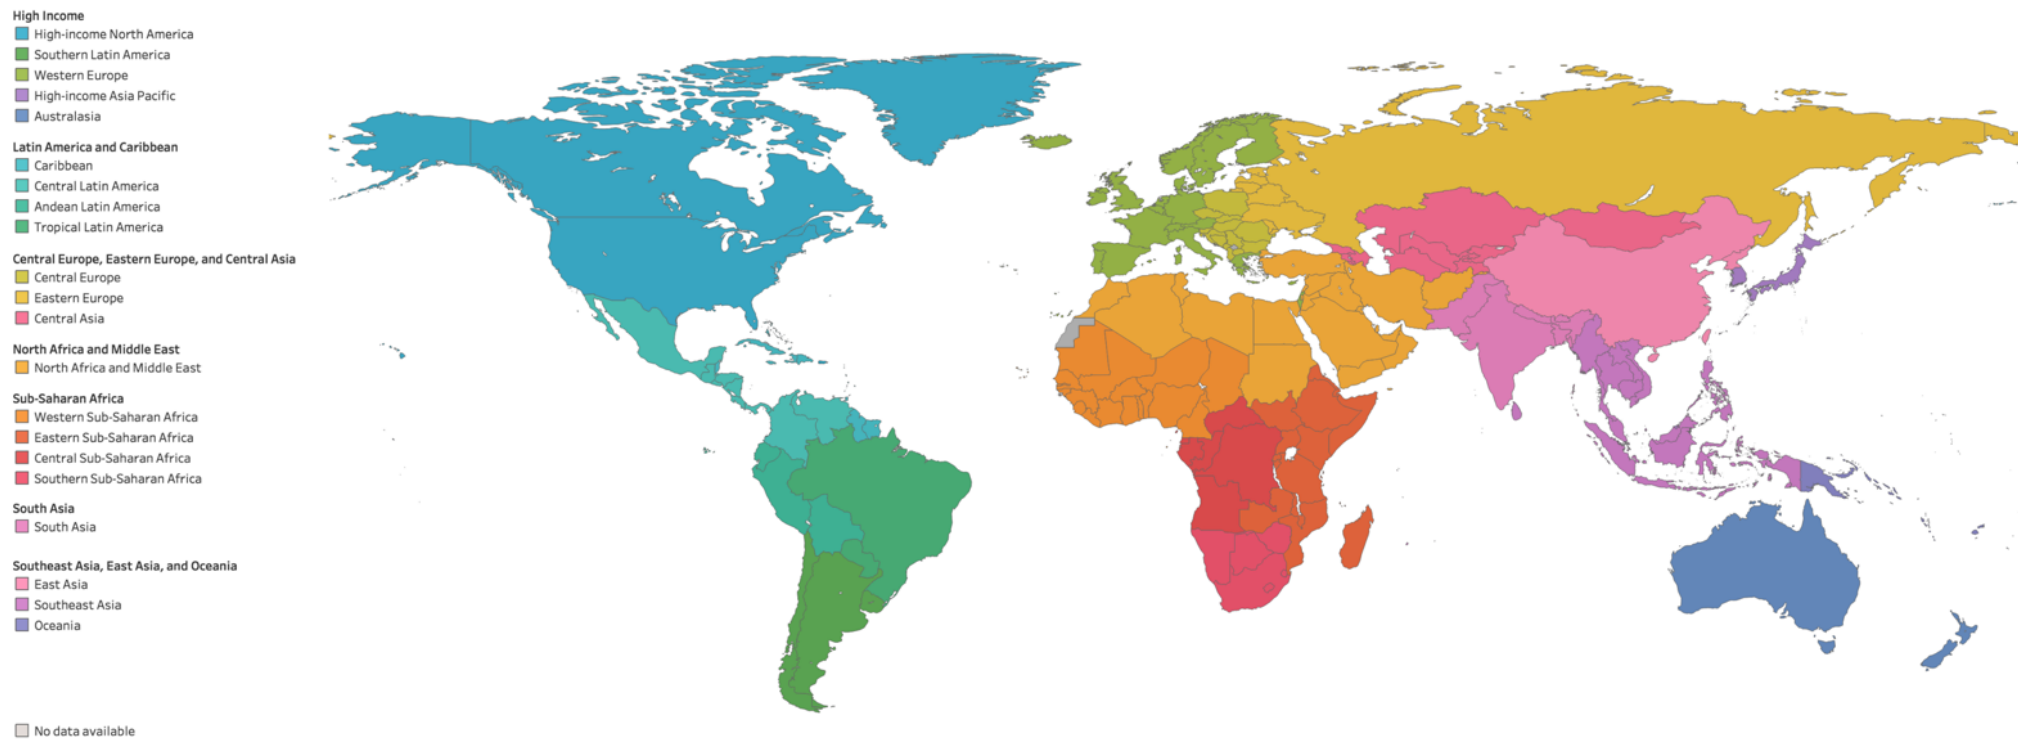 High Income
High-income North America
Southern Latin America
Western Europe
High-income Asia Pacific
Australasia
Latin America and Caribbean
Caribbean
Central Latin America
Andean Latin America
Tropical Latin America
Central Europe, Eastern Europe, and Central Asia
Central Europe
Eastern Europe
Central Asia
North Africa and Middle East
North Africa and Middle East
Sub-Saharan Africa
Western Sub-Saharan Africa
Eastern Sub-Saharan Africa
Central Sub-Saharan Africa
Southern Sub-Saharan Africa
South Asia
South Asia
Southeast Asia, East Asia, and Oceania
East Asia
Southeast Asia
Oceania
No data available